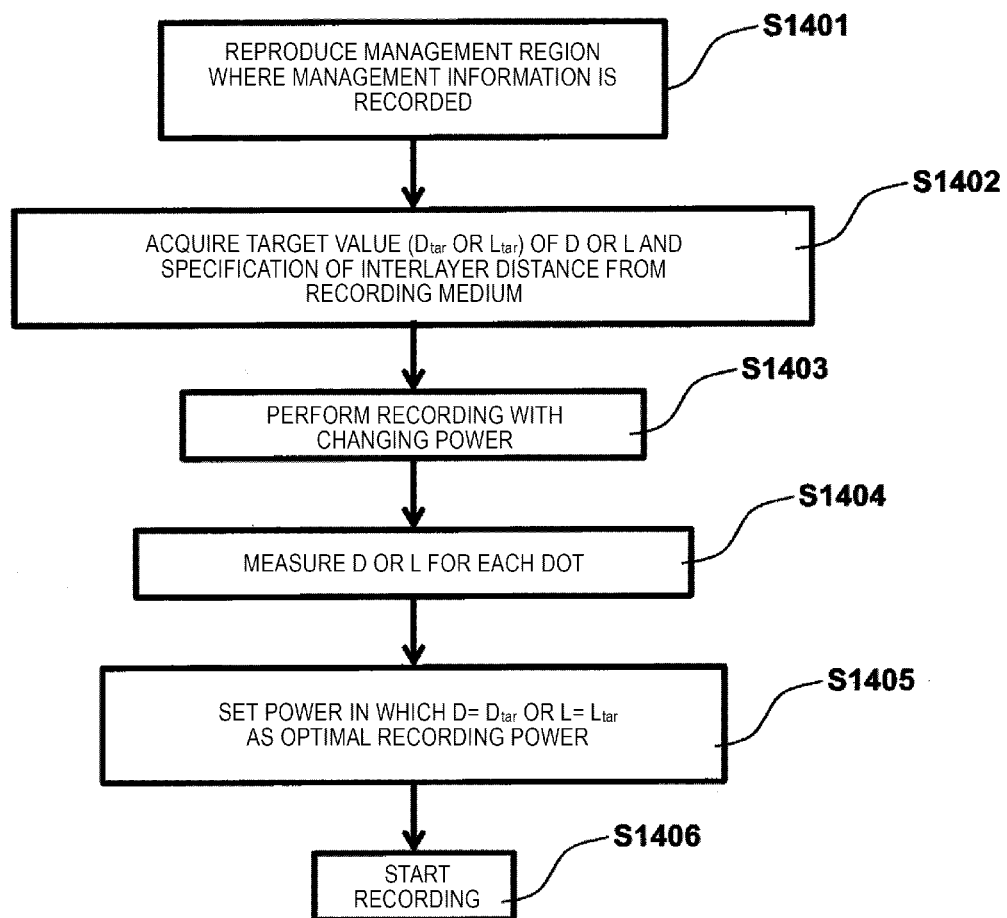 S1401
REPRODUCE MANAGEMENT REGION
WHERE MANAGEMENT INFORMATION IS
RECORDED
S1402
ACQUIRE TARGET VALUE (Dtar OR Ltar) OF D OR L AND
SPECIFICATION OF INTERLAYER DISTANCE FROM
RECORDING MEDIUM
S1403
PERFORM RECORDING WITH
CHANGING POWER
S1404
MEASURE D OR L FOR EACH DOT
S1405
SET POWER IN WHICH D= Dtar OR L= Ltar
AS OPTIMAL RECORDING POWER
S1406
START
RECORDING